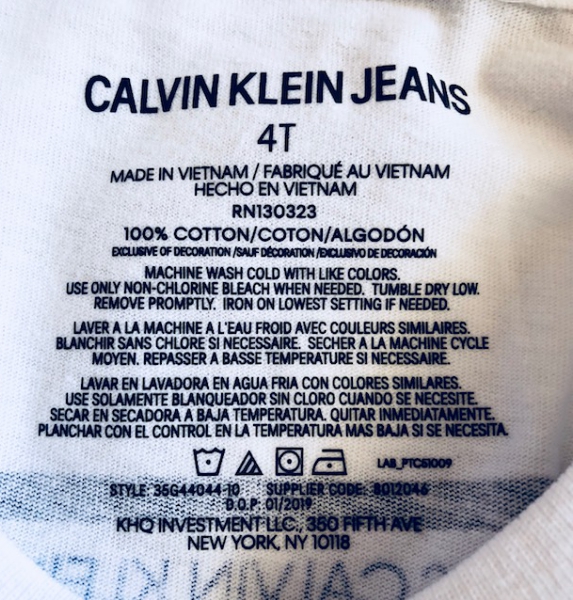 CALVIN KLEIN JEANS
4T
MADE IN VIETNAM / FABRIQUÉ AU VIETNAM
HECHO EN VIETNAM
RN130323
100% COTTON/COTON/ALGODÓN
EXCLUSIVE OF DECORATION /SAUF DÉCORATION /EXCLUSIVO DE DECORACIÓN
MACHINE WASH COLD WITH LIKE COLORS.
USE ONLY NON-CHLORINE BLEACH WHEN NEEDED. TUMBLE DRY LOW.
REMOVE PROMPTLY. IRON ON LOWEST SETTING IF NEEDED.
LAVER A LA MACHINE A L'EAU FROID AVEC COULEURS SIMILAIRES.
BLANCHIR SANS CHLORE SI NECESSAIRE. SECHER A LA MACHINE CYCLE
MOYEN. REPASSER A BASSE TEMPERATURE SI NECESSAIRE.
LAVAR EN LAVADORA EN AGUA FRIA CON COLORES SIMILARES.
USE SOLAMENTE BLANQUEADOR SIN CLORO CUANDO SE NECESITE.
SECAR EN SECADORA A BAJA TEMPERATURA. QUITAR INMEDIATAMENTE.
PLANCHAR CON EL CONTROL EN LA TEMPERATURA MAS BAJA SI SE NECESITA.
LAB_PTC51009
STYLE: 35G44044-10 SUPPLIER CODE: 8012046
D.O.P: 01/2019
KHQ INVESTMENT LLC., 350 FIFTH AVE
NEW YORK, NY 10118
CALVIN KLEIN